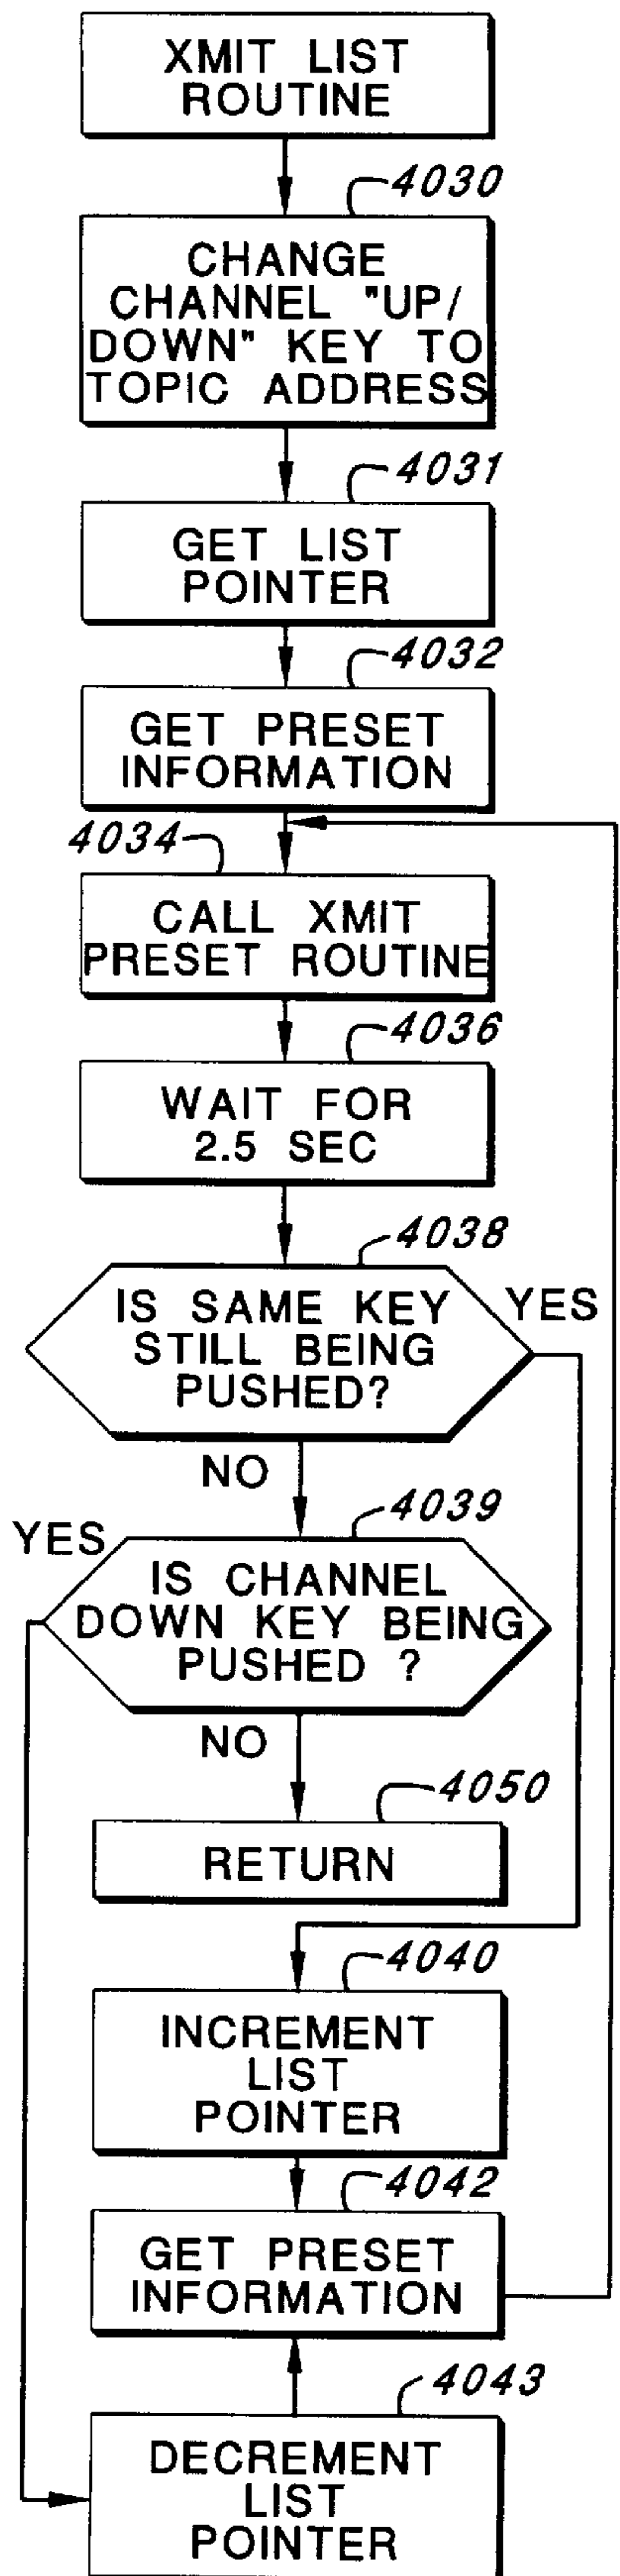 XMIT LIST
ROUTINE
4030
CHANGE
CHANNEL "UP/
DOWN" KEY TO
TOPIC ADDRESS
4031
GET LIST
POINTER
4032
GET PRESET
INFORMATION
4034
CALL XMIT
PRESET ROUTINE
4036
WAIT FOR
2.5 SEC
4038
IS SAME KEY
STILL BEING
PUSHED?
YES
NO
4039
YES
IS CHANNEL
DOWN KEY BEING
PUSHED ?
NO
4050
RETURN
4040
INCREMENT
LIST
POINTER
4042
GET PRESET
INFORMATION
4043
DECREMENT
LIST
POINTER